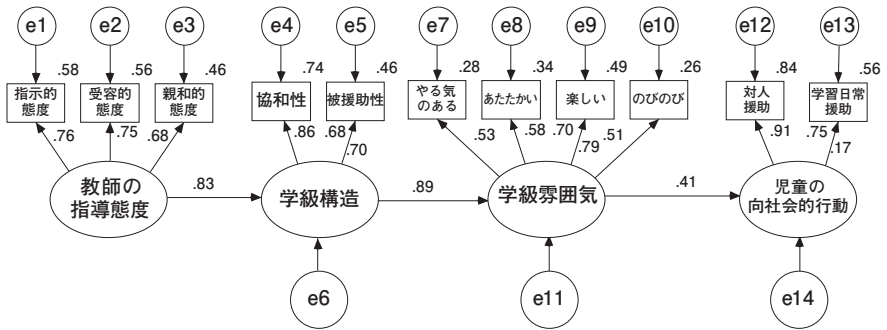 e1
e2
e3
e4
e5
e7
e8
e9
e10
e12
e13
.58
.56
.46
.74
.46
.28
.34
.49
.26
.84
.56
指示的
態度
受容的
態度
親和的
態度
協和性
被援助性
やる気
のある
あたたかい
楽しい
のびのび
対人
援助
学習日常
援助
.76
.75
.68
.86
.68
.70
.53
.58
.70
.79
.51
.91
.75
.17
教師の
指導態度
.83
学級構造
.89
学級雰囲気
.41
児童の
向社会的行動
e6
e11
e14